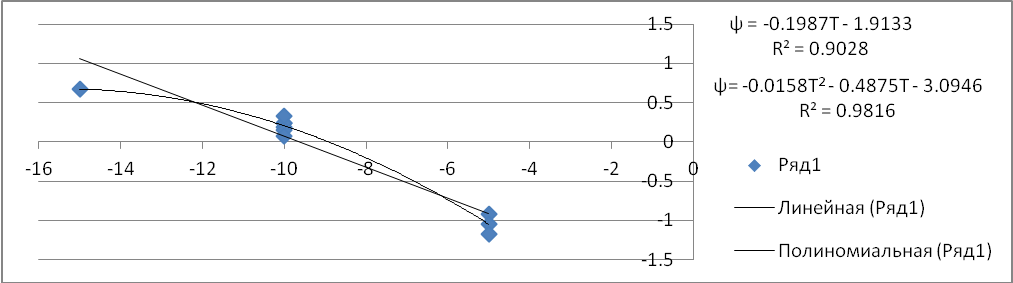 1.5
1
0.5
0
-0.5
-1
-1.5
-16 -14 -12 -10 -8 -6 -4 -2 0
ψ = -0.1987T - 1.9133
R² = 0.9028
ψ= -0.0158T² - 0.4875T - 3.0946
R² = 0.9816
Ряд1
Линейная (Ряд1)
Полиномиальная (Ряд1)